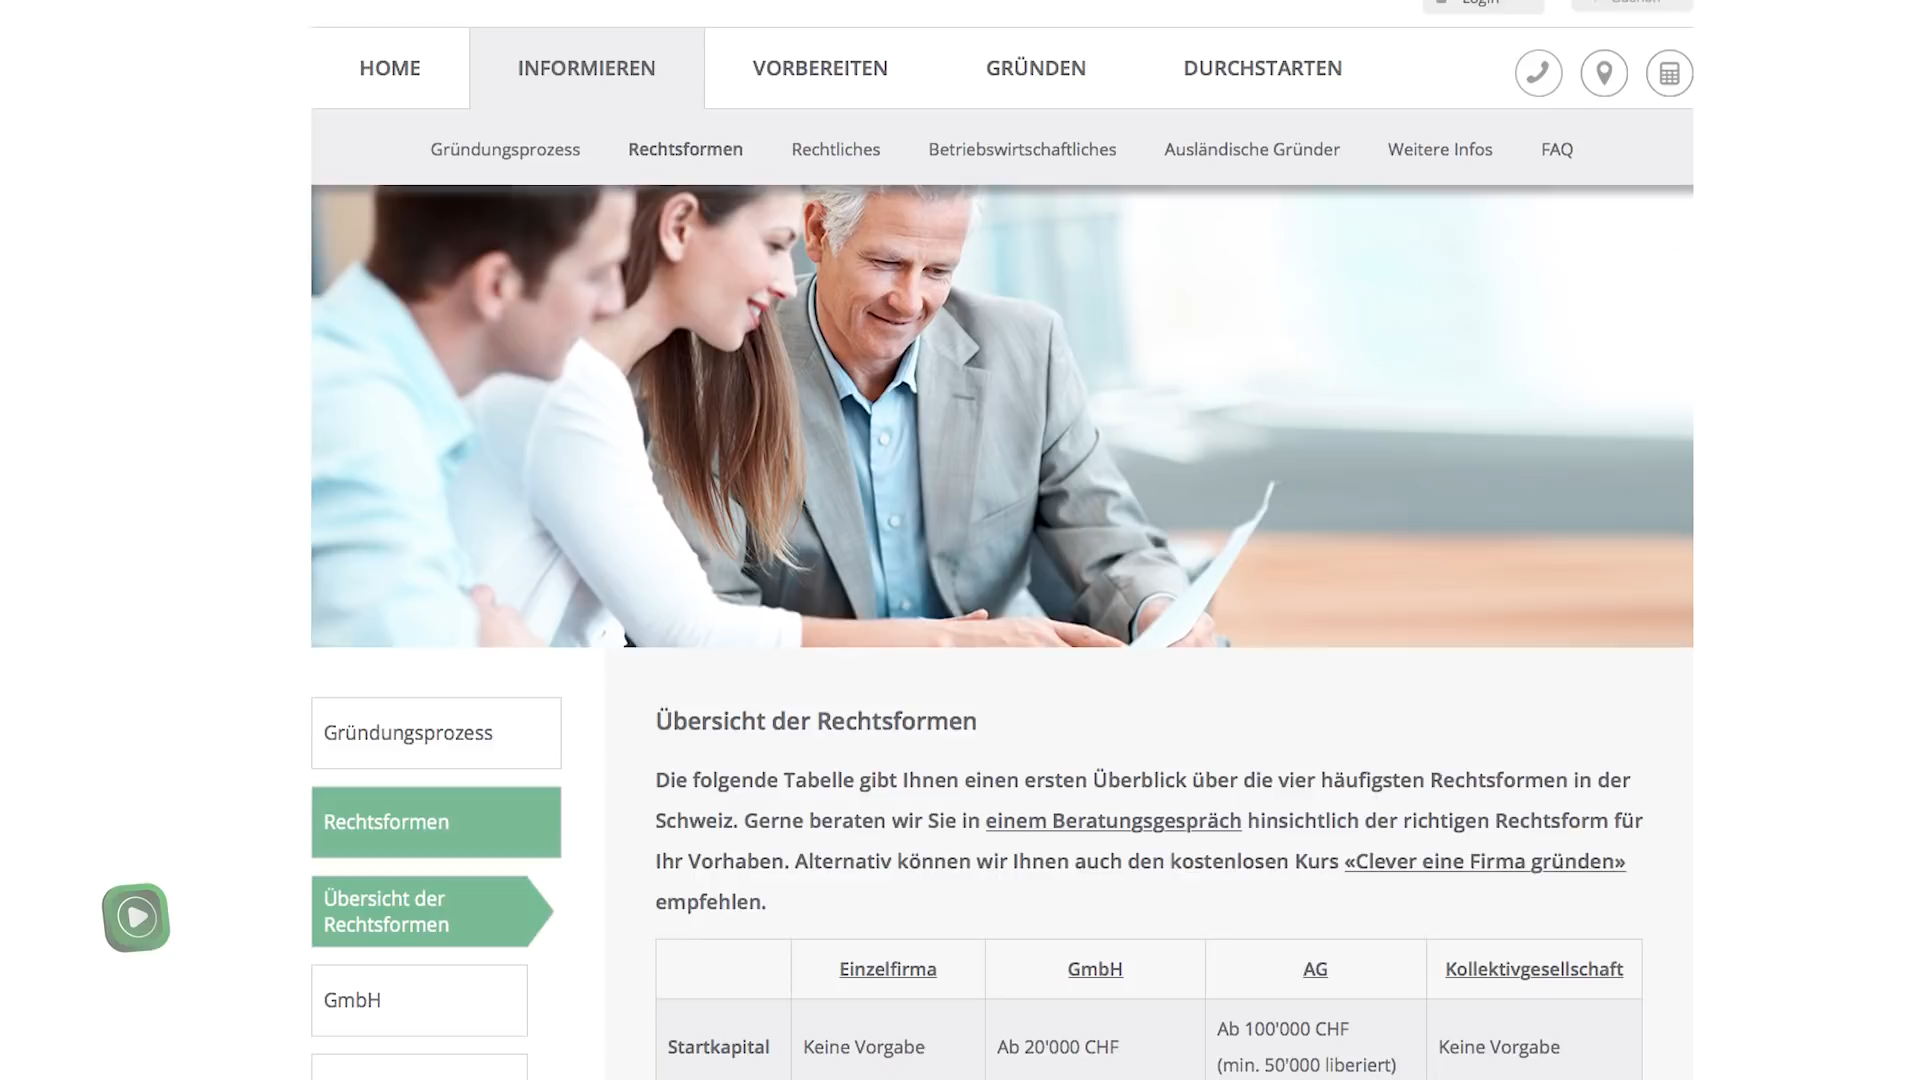 Login
HOME
INFORMIEREN
VORBEREITEN
GRÜNDEN
DURCHSTARTEN
Gründungsprozess
Rechtsformen
Rechtliches
Betriebswirtschaftliches
Ausländische Gründer
Weitere Infos
FAQ
Gründungsprozess
Rechtsformen
Übersicht der
Rechtsformen
GmbH
Übersicht der Rechtsformen
Die folgende Tabelle gibt Ihnen einen ersten Überblick über die vier häufigsten Rechtsformen in der
Schweiz. Gerne beraten wir Sie in einem Beratungsgespräch hinsichtlich der richtigen Rechtsform für
Ihr Vorhaben. Alternativ können wir Ihnen auch den kostenlosen Kurs «Clever eine Firma gründen»
empfehlen.
Einzelfirma
GmbH
AG
Kollektivgesellschaft
Startkapital
Keine Vorgabe
Ab 20'000 CHF
Ab 100'000 CHF
(min. 50'000 liberiert)
Keine Vorgabe